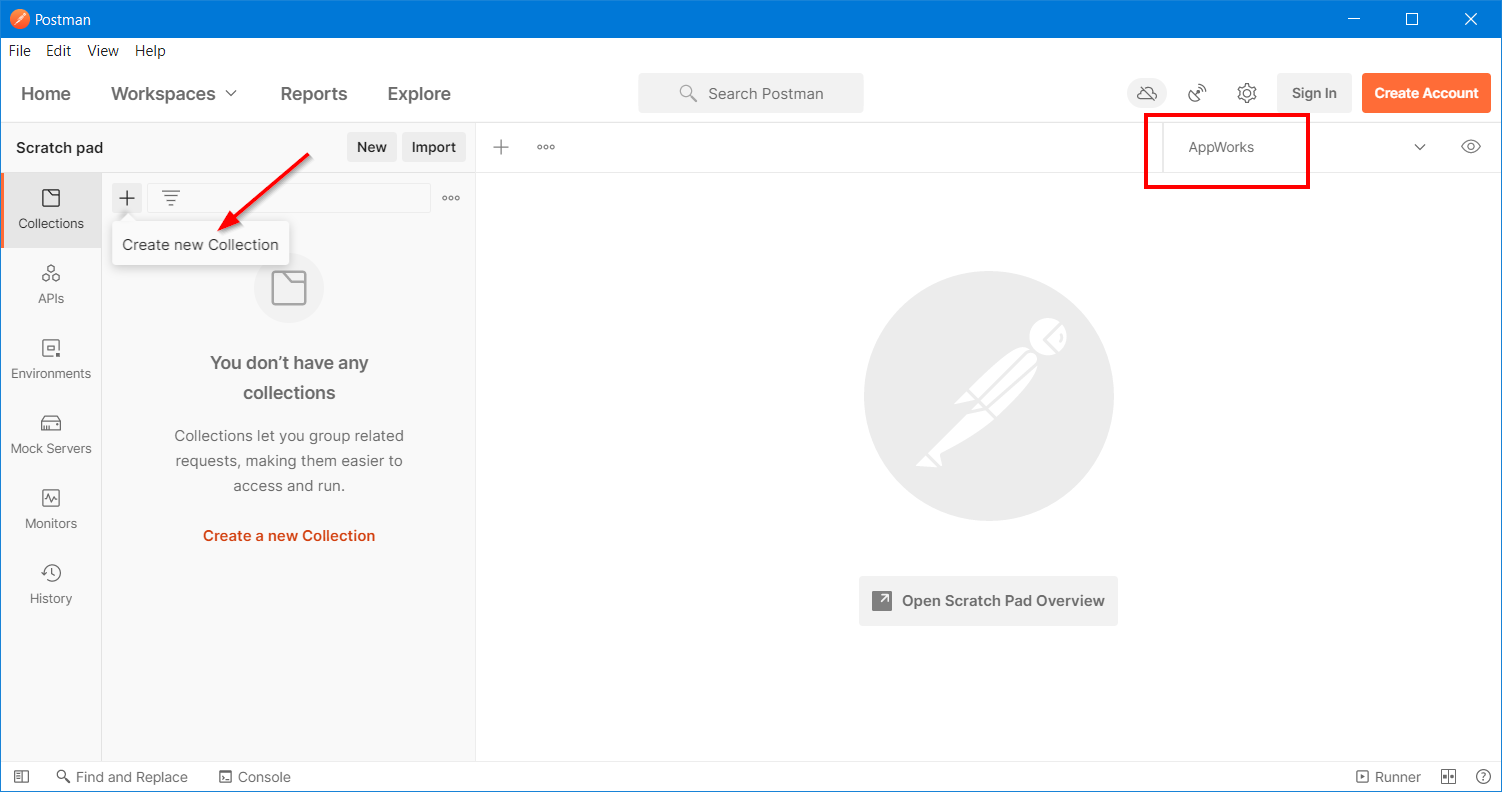 Postman
File Edit View Help
Home Workspaces Reports Explore Search Postman Sign In Create Account
Scratch pad New Import AppWorks
Collections
Create new Collection
APIs
You don’t have any
collections
Environments
Collections let you group related
requests, making them easier to
access and run.
Mock Servers
Create a new Collection
Monitors
History
Open Scratch Pad Overview
Find and Replace Console Runner